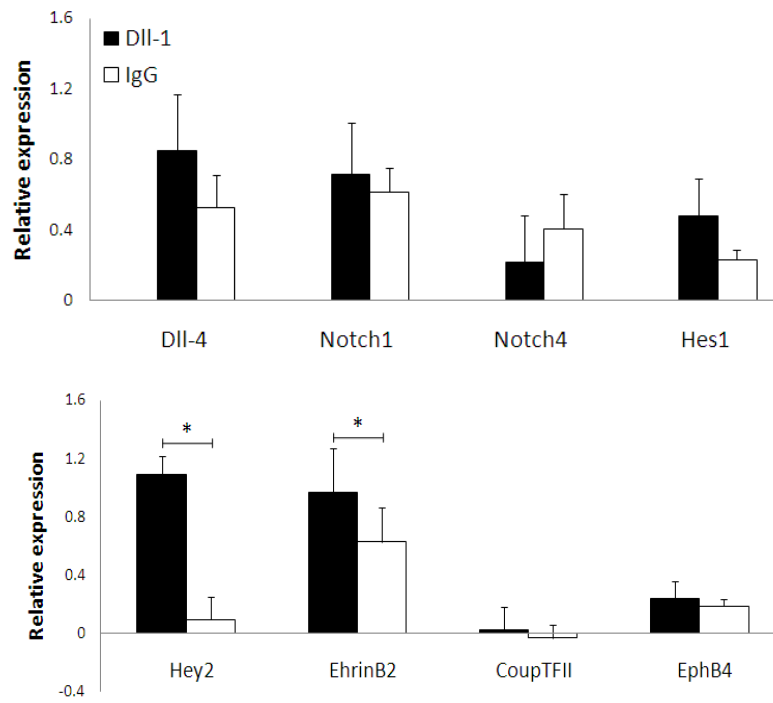 1.6
Dll-1
IgG
1.2
0.8
0.4
0
Relative expression
Dll-4 Notch1 Notch4 Hes1
1.6
* *
1.2
0.8
0.4
0
-0.4
Relative expression
Hey2 EhrinB2 CoupTFII EphB4